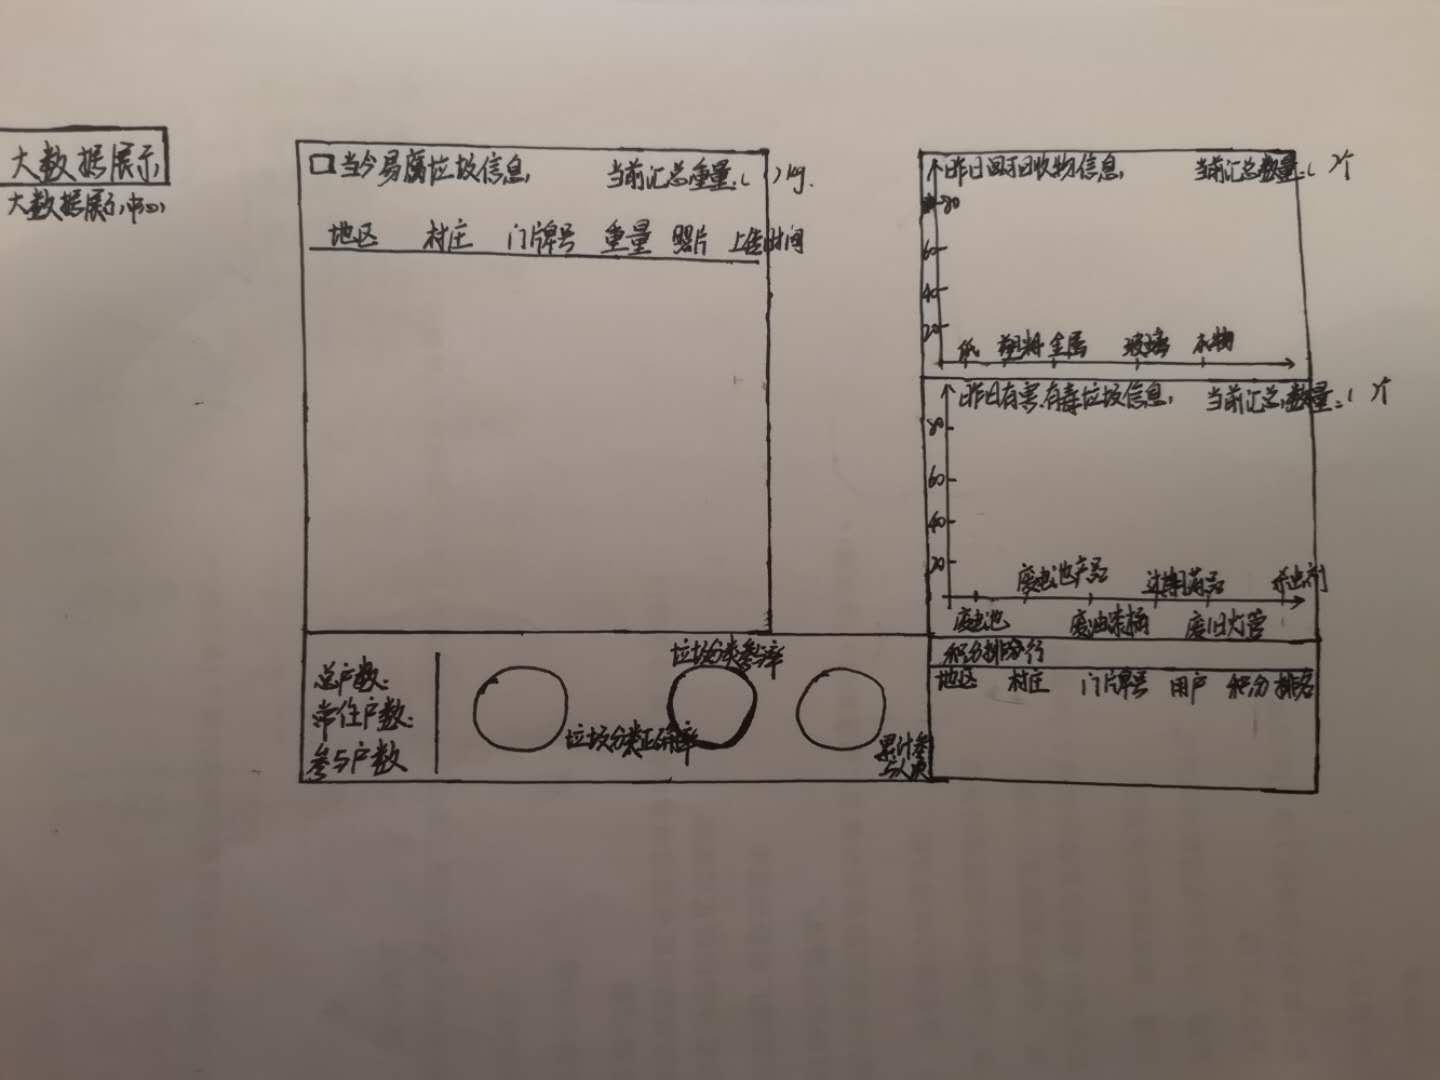 大数据展示
大数据展示中心
当今易腐垃圾信息 当前汇总重量:( )kg.
地区 村庄 门牌号 重量 照片 上传时间
昨日可回收物信息 当前汇总数量:( )个
80
60
40
20
纸 塑料 金属 玻璃 衣物
昨日有害有毒垃圾信息 当前汇总数量:( )个
80
60
40
20
废电池产品 过期药品 杀虫剂
废电池 废油漆桶 废旧灯管
总户数:
常住户数:
参与户数
垃圾分类正确率
垃圾分类参与率
累计参
与人次
积分排行
地区 村庄 门牌号 用户 积分 排名